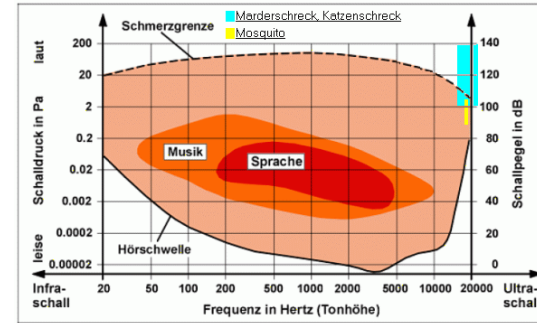 Marderschreck, Katzenschreck
Mosquito
Schmerzgrenze
laut
200
20
2
0.2
0.02
0.002
0.0002
0.00002
leise
Schalldruck in Pa
140
120
100
80
60
40
20
0
Schallpegel in dB
Musik
Sprache
Hörschwelle
20 50 100 200 500 1000 2000 5000 10000 20000
Infra-
schall
Frequenz in Hertz (Tonhöhe)
Ultra-
schall